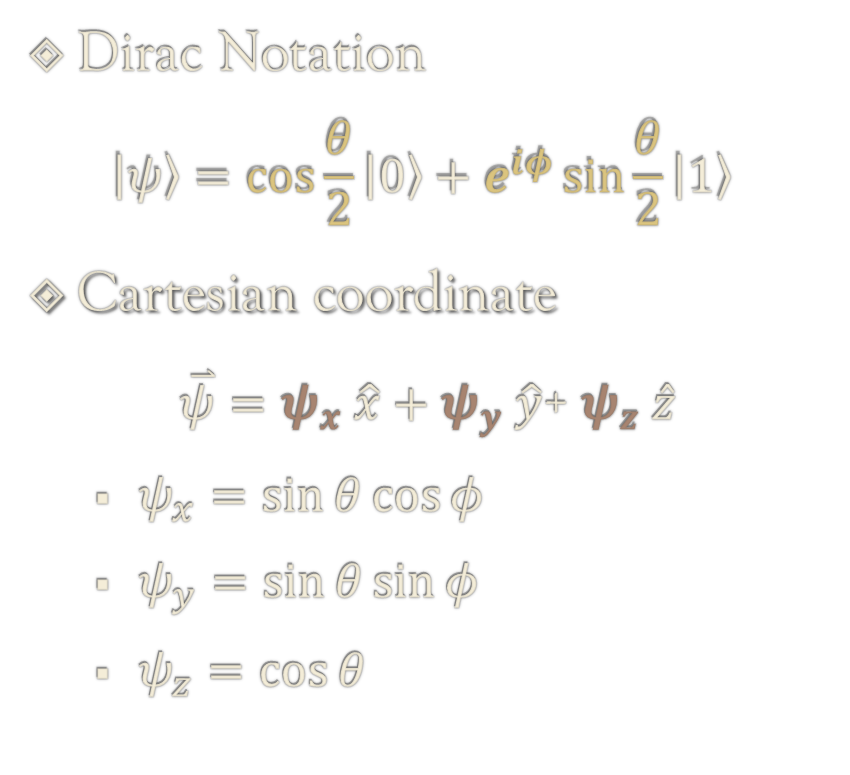 ❖ Dirac Notation
|ψ⟩ = cos θ/2 |0⟩ + e^{iϕ} sin θ/2 |1⟩
❖ Cartesian coordinate
ψ⃗ = ψ_x x̂ + ψ_y ŷ + ψ_z ẑ
▪ ψ_x = sin θ cos ϕ
▪ ψ_y = sin θ sin ϕ
▪ ψ_z = cos θ